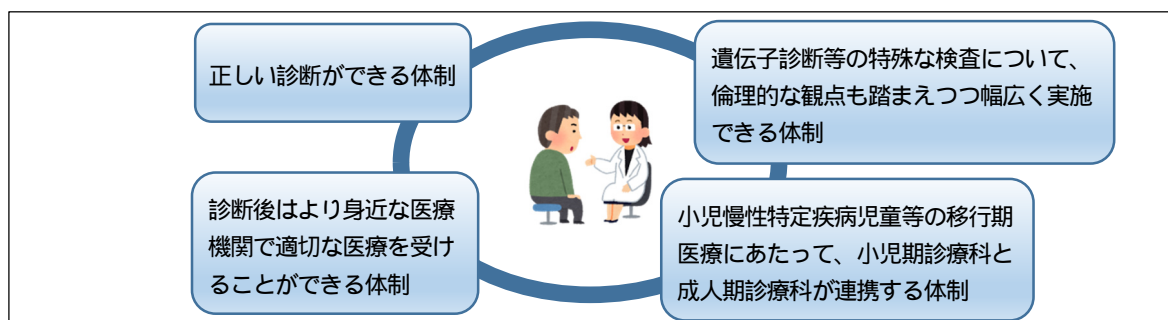 正しい診断ができる体制
遺伝子診断等の特殊な検査について、
倫理的な観点も踏まえつつ幅広く実施
できる体制
診断後はより身近な医療
機関で適切な医療を受け
ることができる体制
小児慢性特定疾病児童等の移行期
医療にあたって、小児期診療科と
成人期診療科が連携する体制